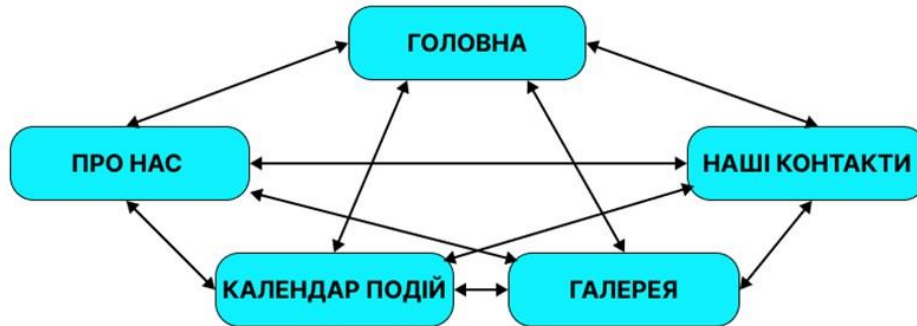 ГОЛОВНА
ПРО НАС
НАШІ КОНТАКТИ
КАЛЕНДАР ПОДІЙ
ГАЛЕРЕЯ